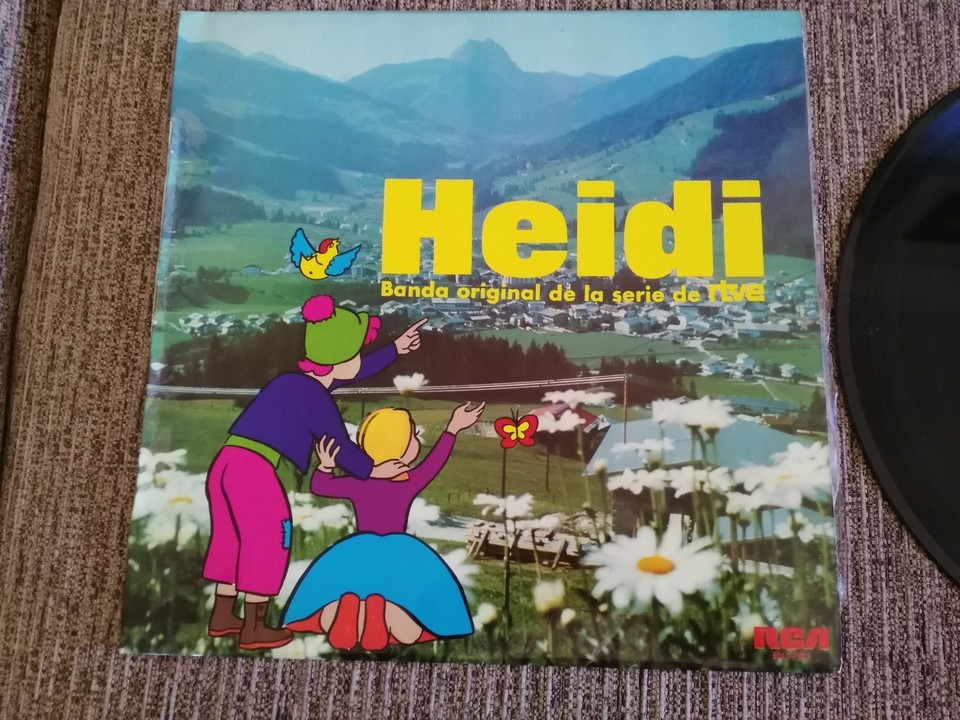 Heidi
Banda original de la serie de rtve
RCA